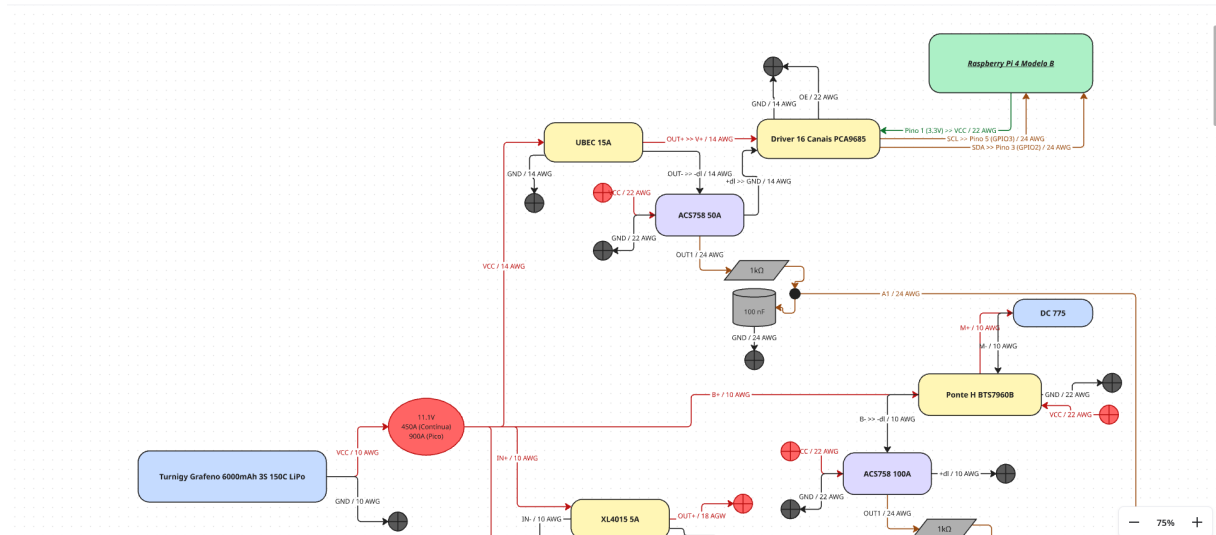 Raspberry Pi 4 Modelo B
GND / 14 AWG
OE / 22 AWG
Driver 16 Canais PCA9685
Pino 1 (3.3V) >> VCC / 22 AWG
SCL >> Pino 5 (GPIO3) / 24 AWG
SDA >> Pino 3 (GPIO2) / 24 AWG
UBEC 15A
OUT+ >> V+ / 14 AWG
GND / 14 AWG
OUT- >> -dI / 14 AWG
+dI >> GND / 14 AWG
CC / 22 AWG
ACS758 50A
GND / 22 AWG
OUT1 / 24 AWG
VCC / 14 AWG
1kΩ
100 nF
A1 / 24 AWG
GND / 24 AWG
DC 775
M+ / 10 AWG
M- / 10 AWG
Ponte H BTS7960B
GND / 22 AWG
VCC / 22 AWG
B+ / 10 AWG
B- >> -dI / 10 AWG
11.1V
450A (Contínua)
900A (Pico)
VCC / 10 AWG
IN+ / 10 AWG
Turnigy Grafeno 6000mAh 3S 150C LiPo
GND / 10 AWG
CC / 22 AWG
ACS758 100A
+dI / 10 AWG
GND / 22 AWG
OUT1 / 24 AWG
1kΩ
IN- / 10 AWG
XL4015 5A
OUT+ / 18 AGW
75%